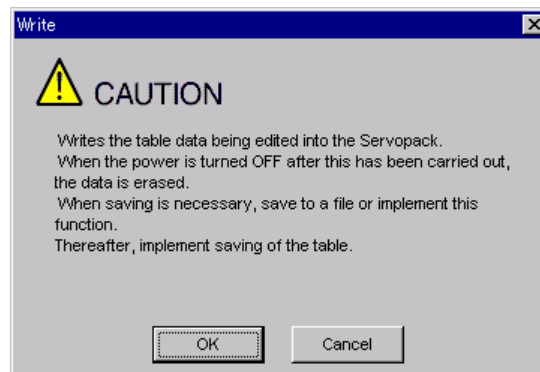 Write
CAUTION
Writes the table data being edited into the Servopack.
When the power is turned OFF after this has been carried out,
the data is erased.
When saving is necessary, save to a file or implement this
function.
Thereafter, implement saving of the table.
OK Cancel